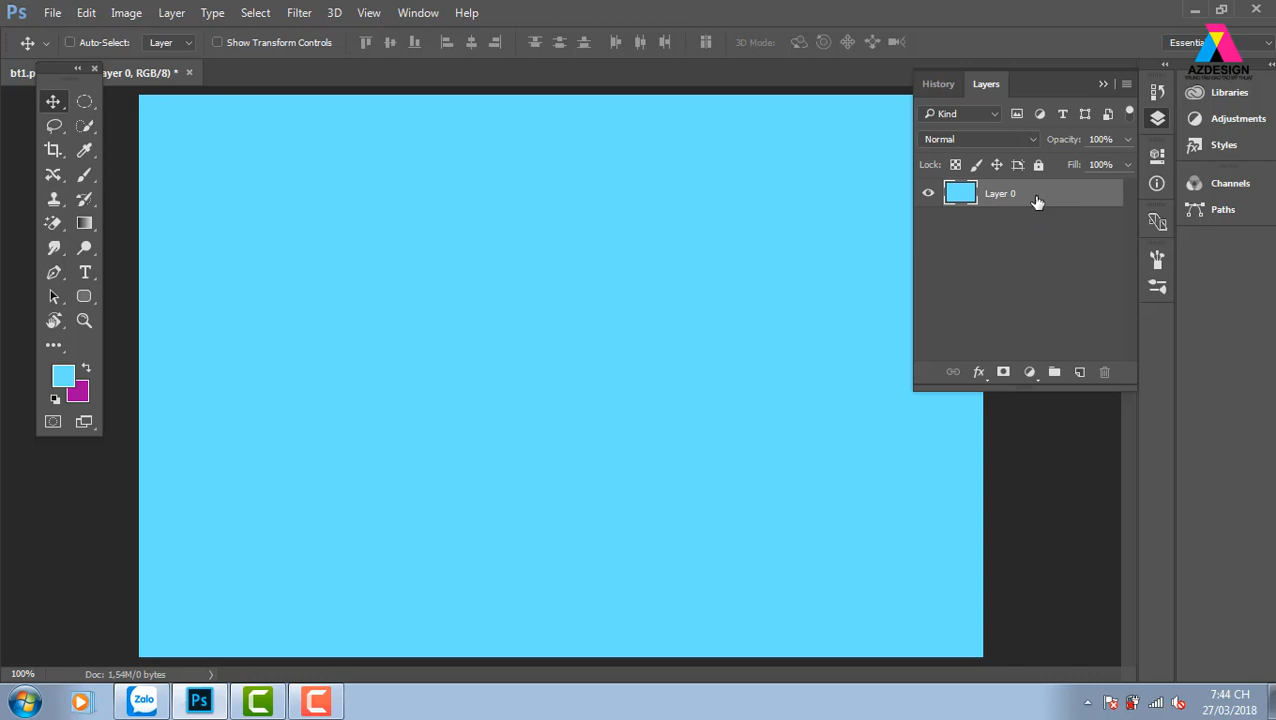 Ps File Edit Image Layer Type Select Filter 3D View Window Help
Auto-Select: Layer Show Transform Controls 3D Mode: Essenti
AZDESIGN
bt1.p ayer 0, RGB/8) *
History Layers
Libraries
Kind
Adjustments
Normal Opacity: 100%
Styles
Lock: Fill: 100%
Channels
Layer 0
Paths
100% Doc: 1,54M/0 bytes
Zalo Ps
7:44 CH
27/03/2018